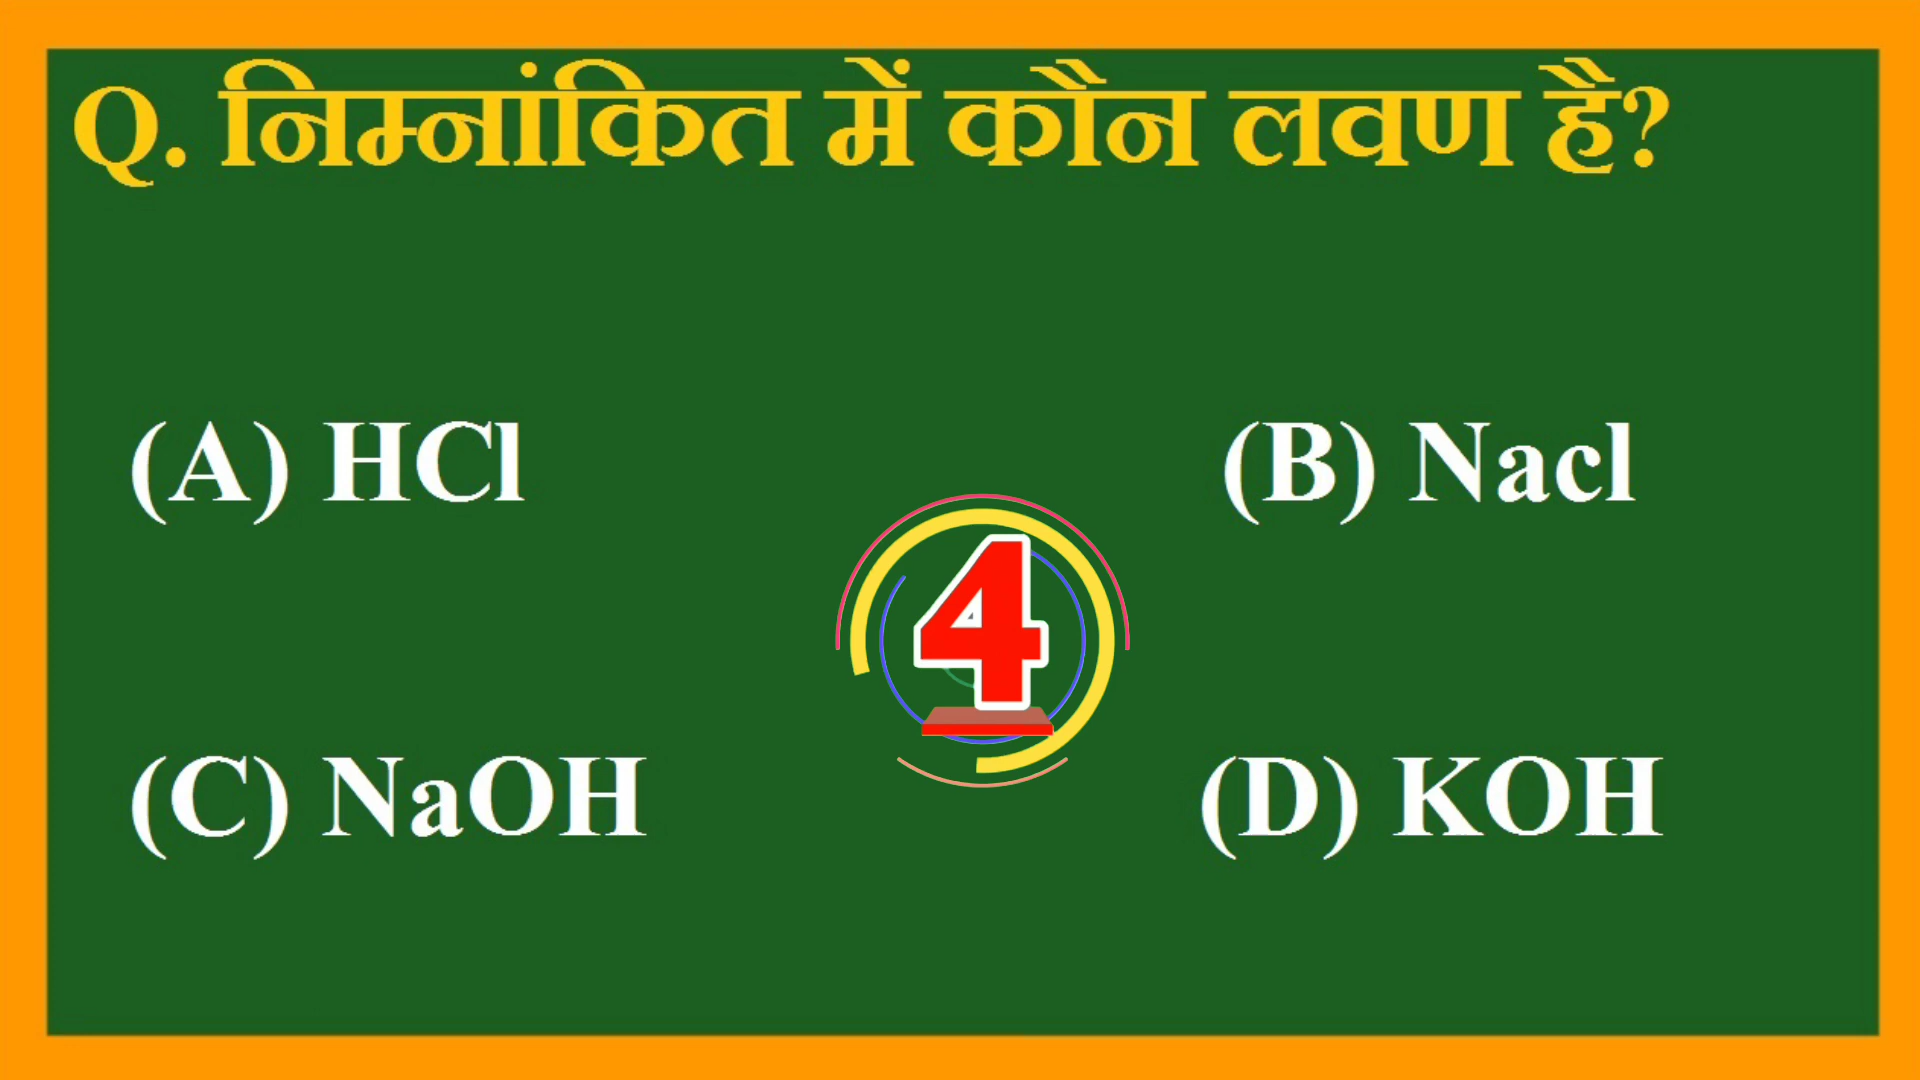 Q. निम्नांकित में कौन लवण है?
(A) HCl
(B) Nacl
4
(C) NaOH
(D) KOH